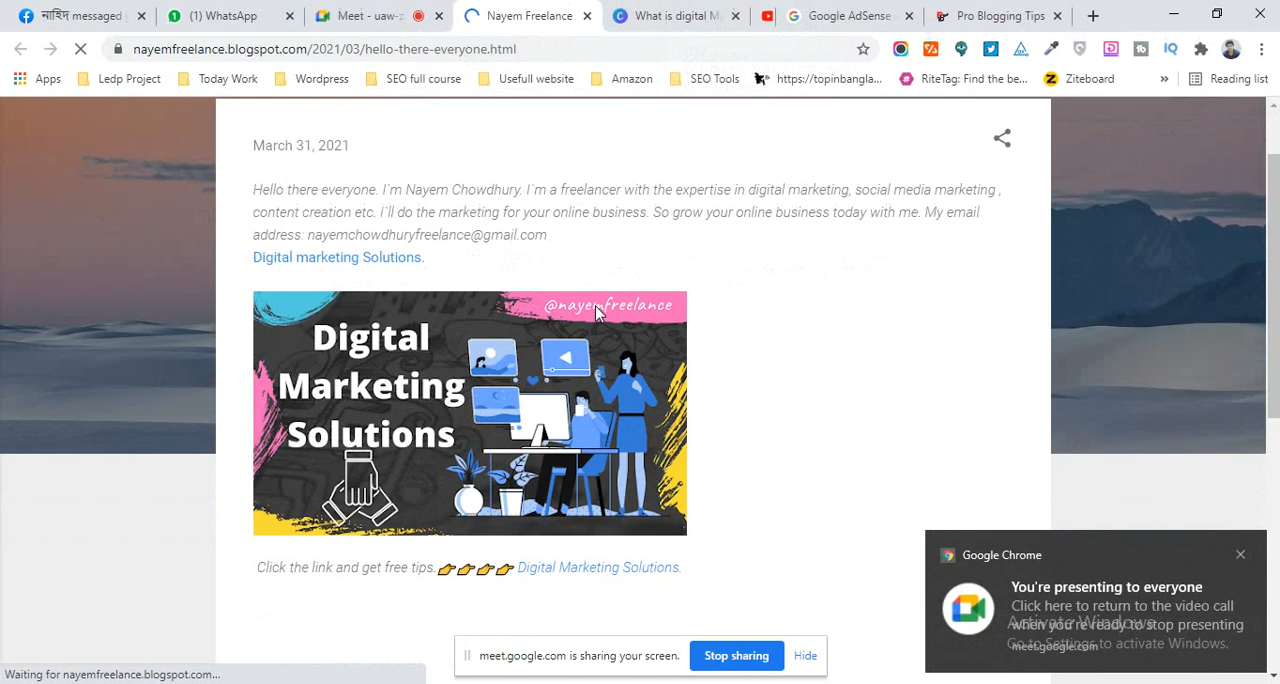 নাহিদ messaged
(1) WhatsApp
Meet - uaw-z
Nayem Freelance
What is digital M
Google AdSense
Pro Blogging Tips
nayemfreelance.blogspot.com/2021/03/hello-there-everyone.html
Apps
Ledp Project
Today Work
Wordpress
SEO full course
Usefull website
Amazon
SEO Tools
https://topinbangla...
RiteTag: Find the be...
Ziteboard
»
Reading list
March 31, 2021
Hello there everyone. I`m Nayem Chowdhury. I`m a freelancer with the expertise in digital marketing, social media marketing ,
content creation etc. I`ll do the marketing for your online business. So grow your online business today with me. My email
address: nayemchowdhuryfreelance@gmail.com
Digital marketing Solutions.
@nayemfreelance
Digital
Marketing
Solutions
Click the link and get free tips.👉👉👉👉 Digital Marketing Solutions.
Google Chrome
You're presenting to everyone
Click here to return to the video call
when you're ready to stop presenting
meet.google.com
Activate Windows
Go to Settings to activate Windows.
meet.google.com is sharing your screen.
Stop sharing
Hide
Waiting for nayemfreelance.blogspot.com...